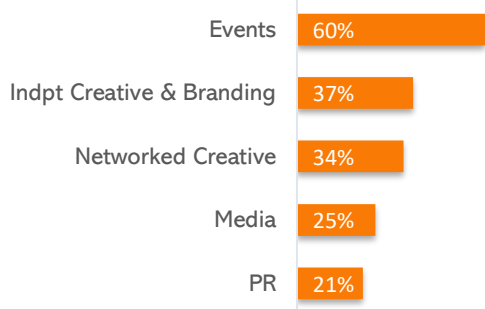 Events 60%
Indpt Creative & Branding 37%
Networked Creative 34%
Media 25%
PR 21%